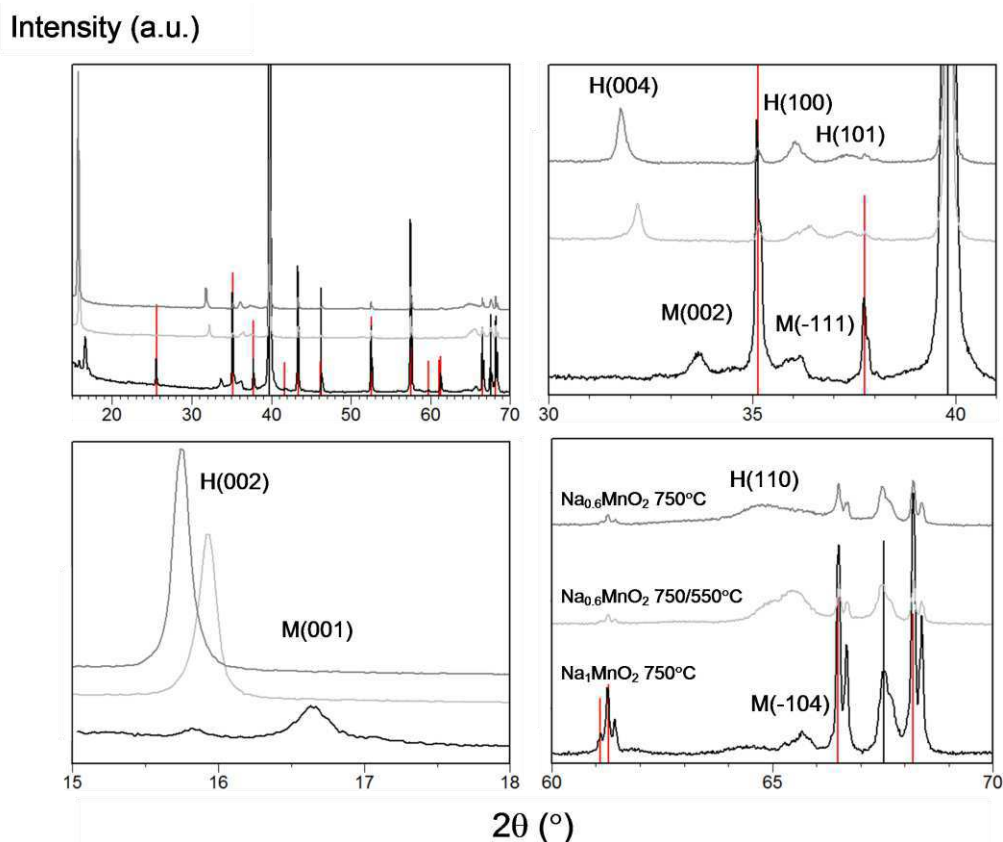 Intensity (a.u.)
20 30 40 50 60 70
H(004)
H(100)
H(101)
M(002)
M(-111)
30 35 40
H(002)
M(001)
15 16 17 18
H(110)
Na₀.₆MnO₂ 750°C
Na₀.₆MnO₂ 750/550°C
Na₁MnO₂ 750°C
M(-104)
60 65 70
2θ (°)